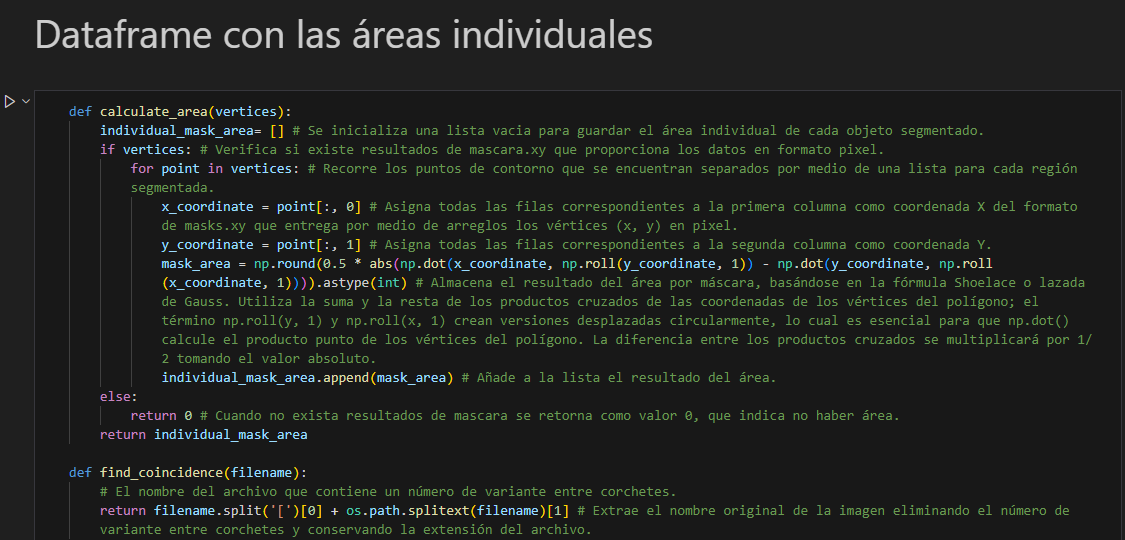 Dataframe con las áreas individuales
def calculate_area(vertices):
individual_mask_area= [] # Se inicializa una lista vacia para guardar el área individual de cada objeto segmentado.
if vertices: # Verifica si existe resultados de mascara.xy que proporciona los datos en formato pixel.
for point in vertices: # Recorre los puntos de contorno que se encuentran separados por medio de una lista para cada región
segmentada.
x_coordinate = point[:, 0] # Asigna todas las filas correspondientes a la primera columna como coordenada X del formato
de masks.xy que entrega por medio de arreglos los vértices (x, y) en pixel.
y_coordinate = point[:, 1] # Asigna todas las filas correspondientes a la segunda columna como coordenada Y.
mask_area = np.round(0.5 * abs(np.dot(x_coordinate, np.roll(y_coordinate, 1)) - np.dot(y_coordinate, np.roll
(x_coordinate, 1)))).astype(int) # Almacena el resultado del área por máscara, basándose en la fórmula Shoelace o lazada
de Gauss. Utiliza la suma y la resta de los productos cruzados de las coordenadas de los vértices del polígono; el
término np.roll(y, 1) y np.roll(x, 1) crean versiones desplazadas circularmente, lo cual es esencial para que np.dot()
calcule el producto punto de los vértices del polígono. La diferencia entre los productos cruzados se multiplicará por 1/
2 tomando el valor absoluto.
individual_mask_area.append(mask_area) # Añade a la lista el resultado del área.
else:
return 0 # Cuando no exista resultados de mascara se retorna como valor 0, que indica no haber área.
return individual_mask_area
def find_coincidence(filename):
# El nombre del archivo que contiene un número de variante entre corchetes.
return filename.split('[')[0] + os.path.splitext(filename)[1] # Extrae el nombre original de la imagen eliminando el número de
variante entre corchetes y conservando la extensión del archivo.